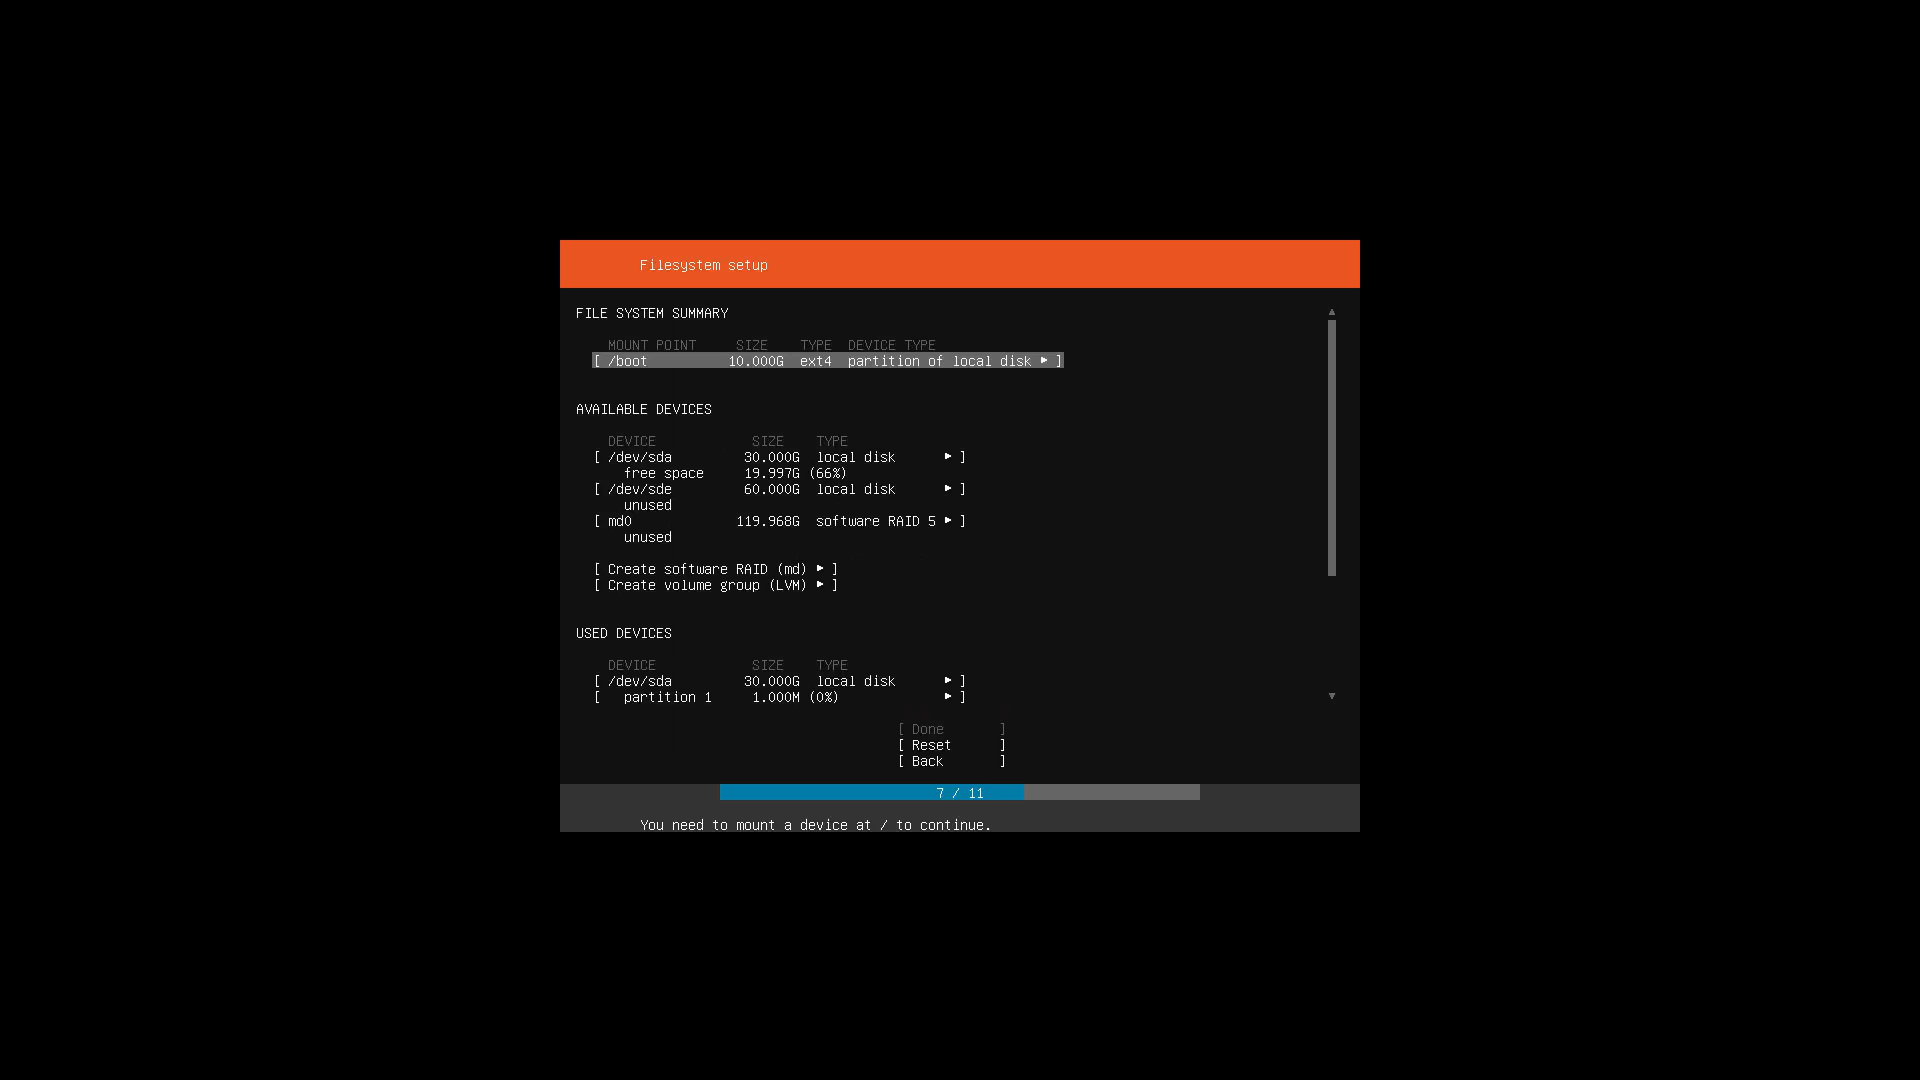 Filesystem setup
FILE SYSTEM SUMMARY
MOUNT POINT SIZE TYPE DEVICE TYPE
[ /boot 10.000G ext4 partition of local disk ▸ ]
AVAILABLE DEVICES
DEVICE SIZE TYPE
[ /dev/sda 30.000G local disk ▸ ]
free space 19.997G (66%)
[ /dev/sde 60.000G local disk ▸ ]
unused
[ md0 119.968G software RAID 5 ▸ ]
unused
[ Create software RAID (md) ▸ ]
[ Create volume group (LVM) ▸ ]
USED DEVICES
DEVICE SIZE TYPE
[ /dev/sda 30.000G local disk ▸ ]
[ partition 1 1.000M (0%) ▸ ]
[ Done ]
[ Reset ]
[ Back ]
7 / 11
You need to mount a device at / to continue.